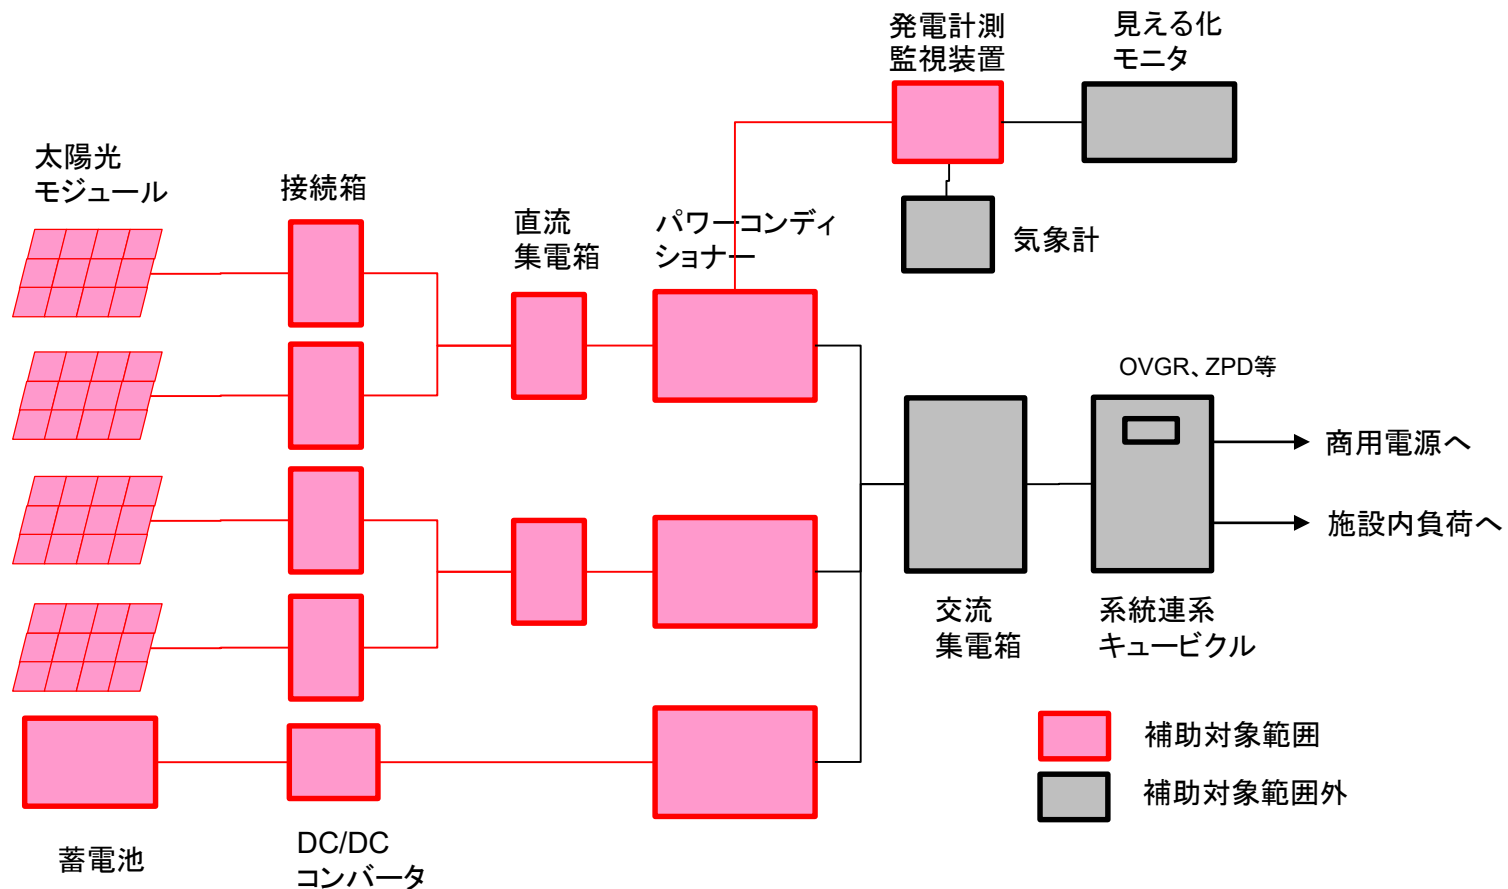 発電計測
監視装置
見える化
モニタ
太陽光
モジュール
接続箱
直流
集電箱
パワーコンディ
ショナー
気象計
OVGR、ZPD等
商用電源へ
施設内負荷へ
交流
集電箱
系統連系
キュービクル
補助対象範囲
補助対象範囲外
蓄電池
DC/DC
コンバータ